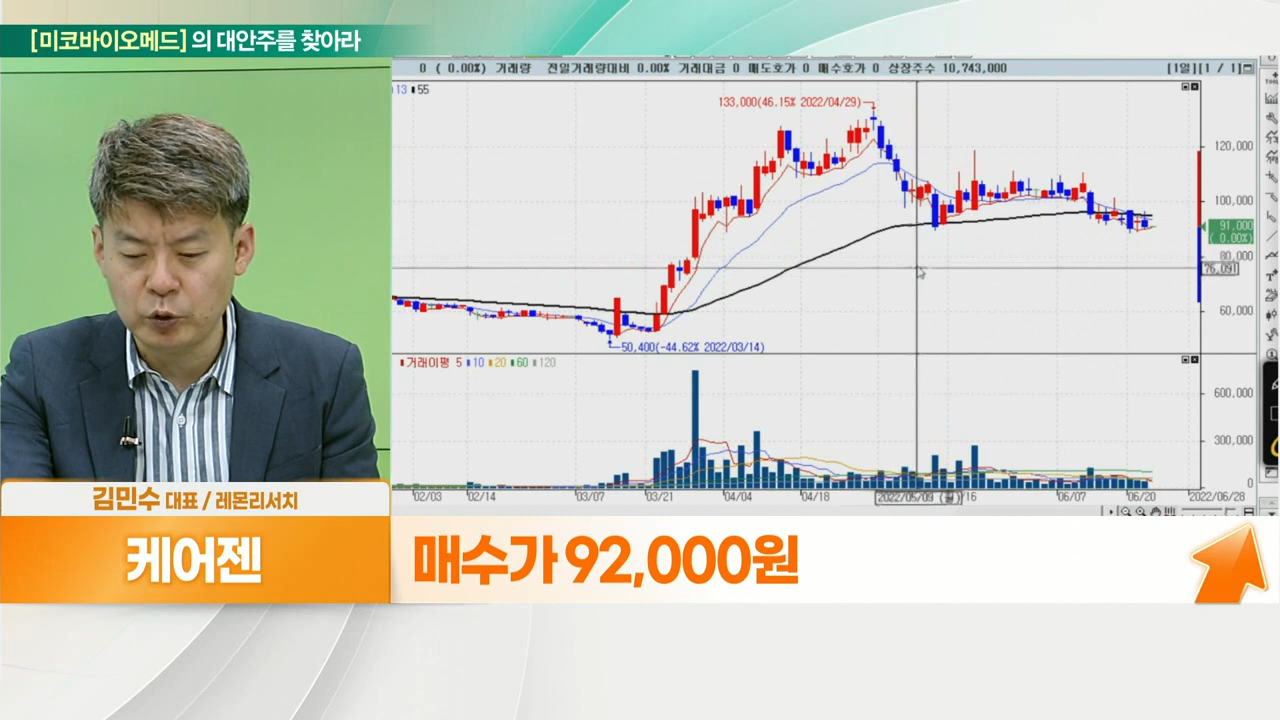 [미코바이오메드]의 대안주를 찾아라
0 ( 0.00%) 거래량 전일거래량대비 0.00% 거래대금 0 매도호가 0 매수호가 0 상장주수 10,743,000
[1일][1 / 1]
13 55
133,000(46.15% 2022/04/29)
120,000
100,000
91,000
( 0.00%)
80,000
76,091
60,000
50,400(-44.62% 2022/03/14)
거래이평 5 10 20 60 120
600,000
300,000
0
02/03 02/14 03/07 03/21 04/04 04/18 2022/05/09 (월) 16 06/07 06/20 2022/06/28
김민수 대표 / 레몬리서치
케어젠
매수가 92,000원